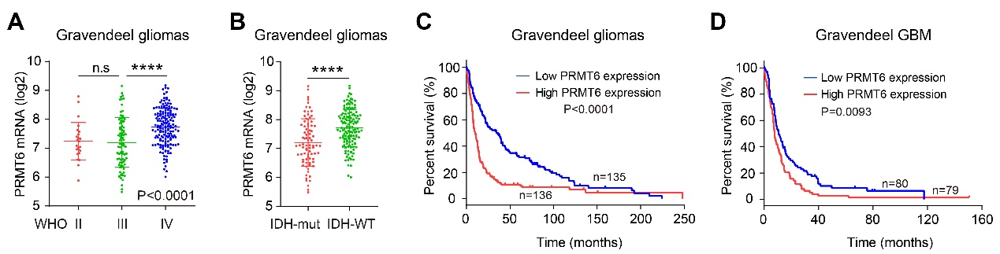 A
Gravendeel gliomas
PRMT6 mRNA (log2)
10
9
8
7
6
5
n.s
****
P<0.0001
WHO II III IV
B
Gravendeel gliomas
PRMT6 mRNA (log2)
10
9
8
7
6
5
****
IDH-mut IDH-WT
C
Gravendeel gliomas
Percent survival (%)
100
80
60
40
20
0
Low PRMT6 expression
High PRMT6 expression
P<0.0001
n=135
n=136
0 50 100 150 200 250
Time (months)
D
Gravendeel GBM
Percent survival (%)
100
80
60
40
20
0
Low PRMT6 expression
High PRMT6 expression
P=0.0093
n=80
n=79
0 40 80 120 160
Time (months)